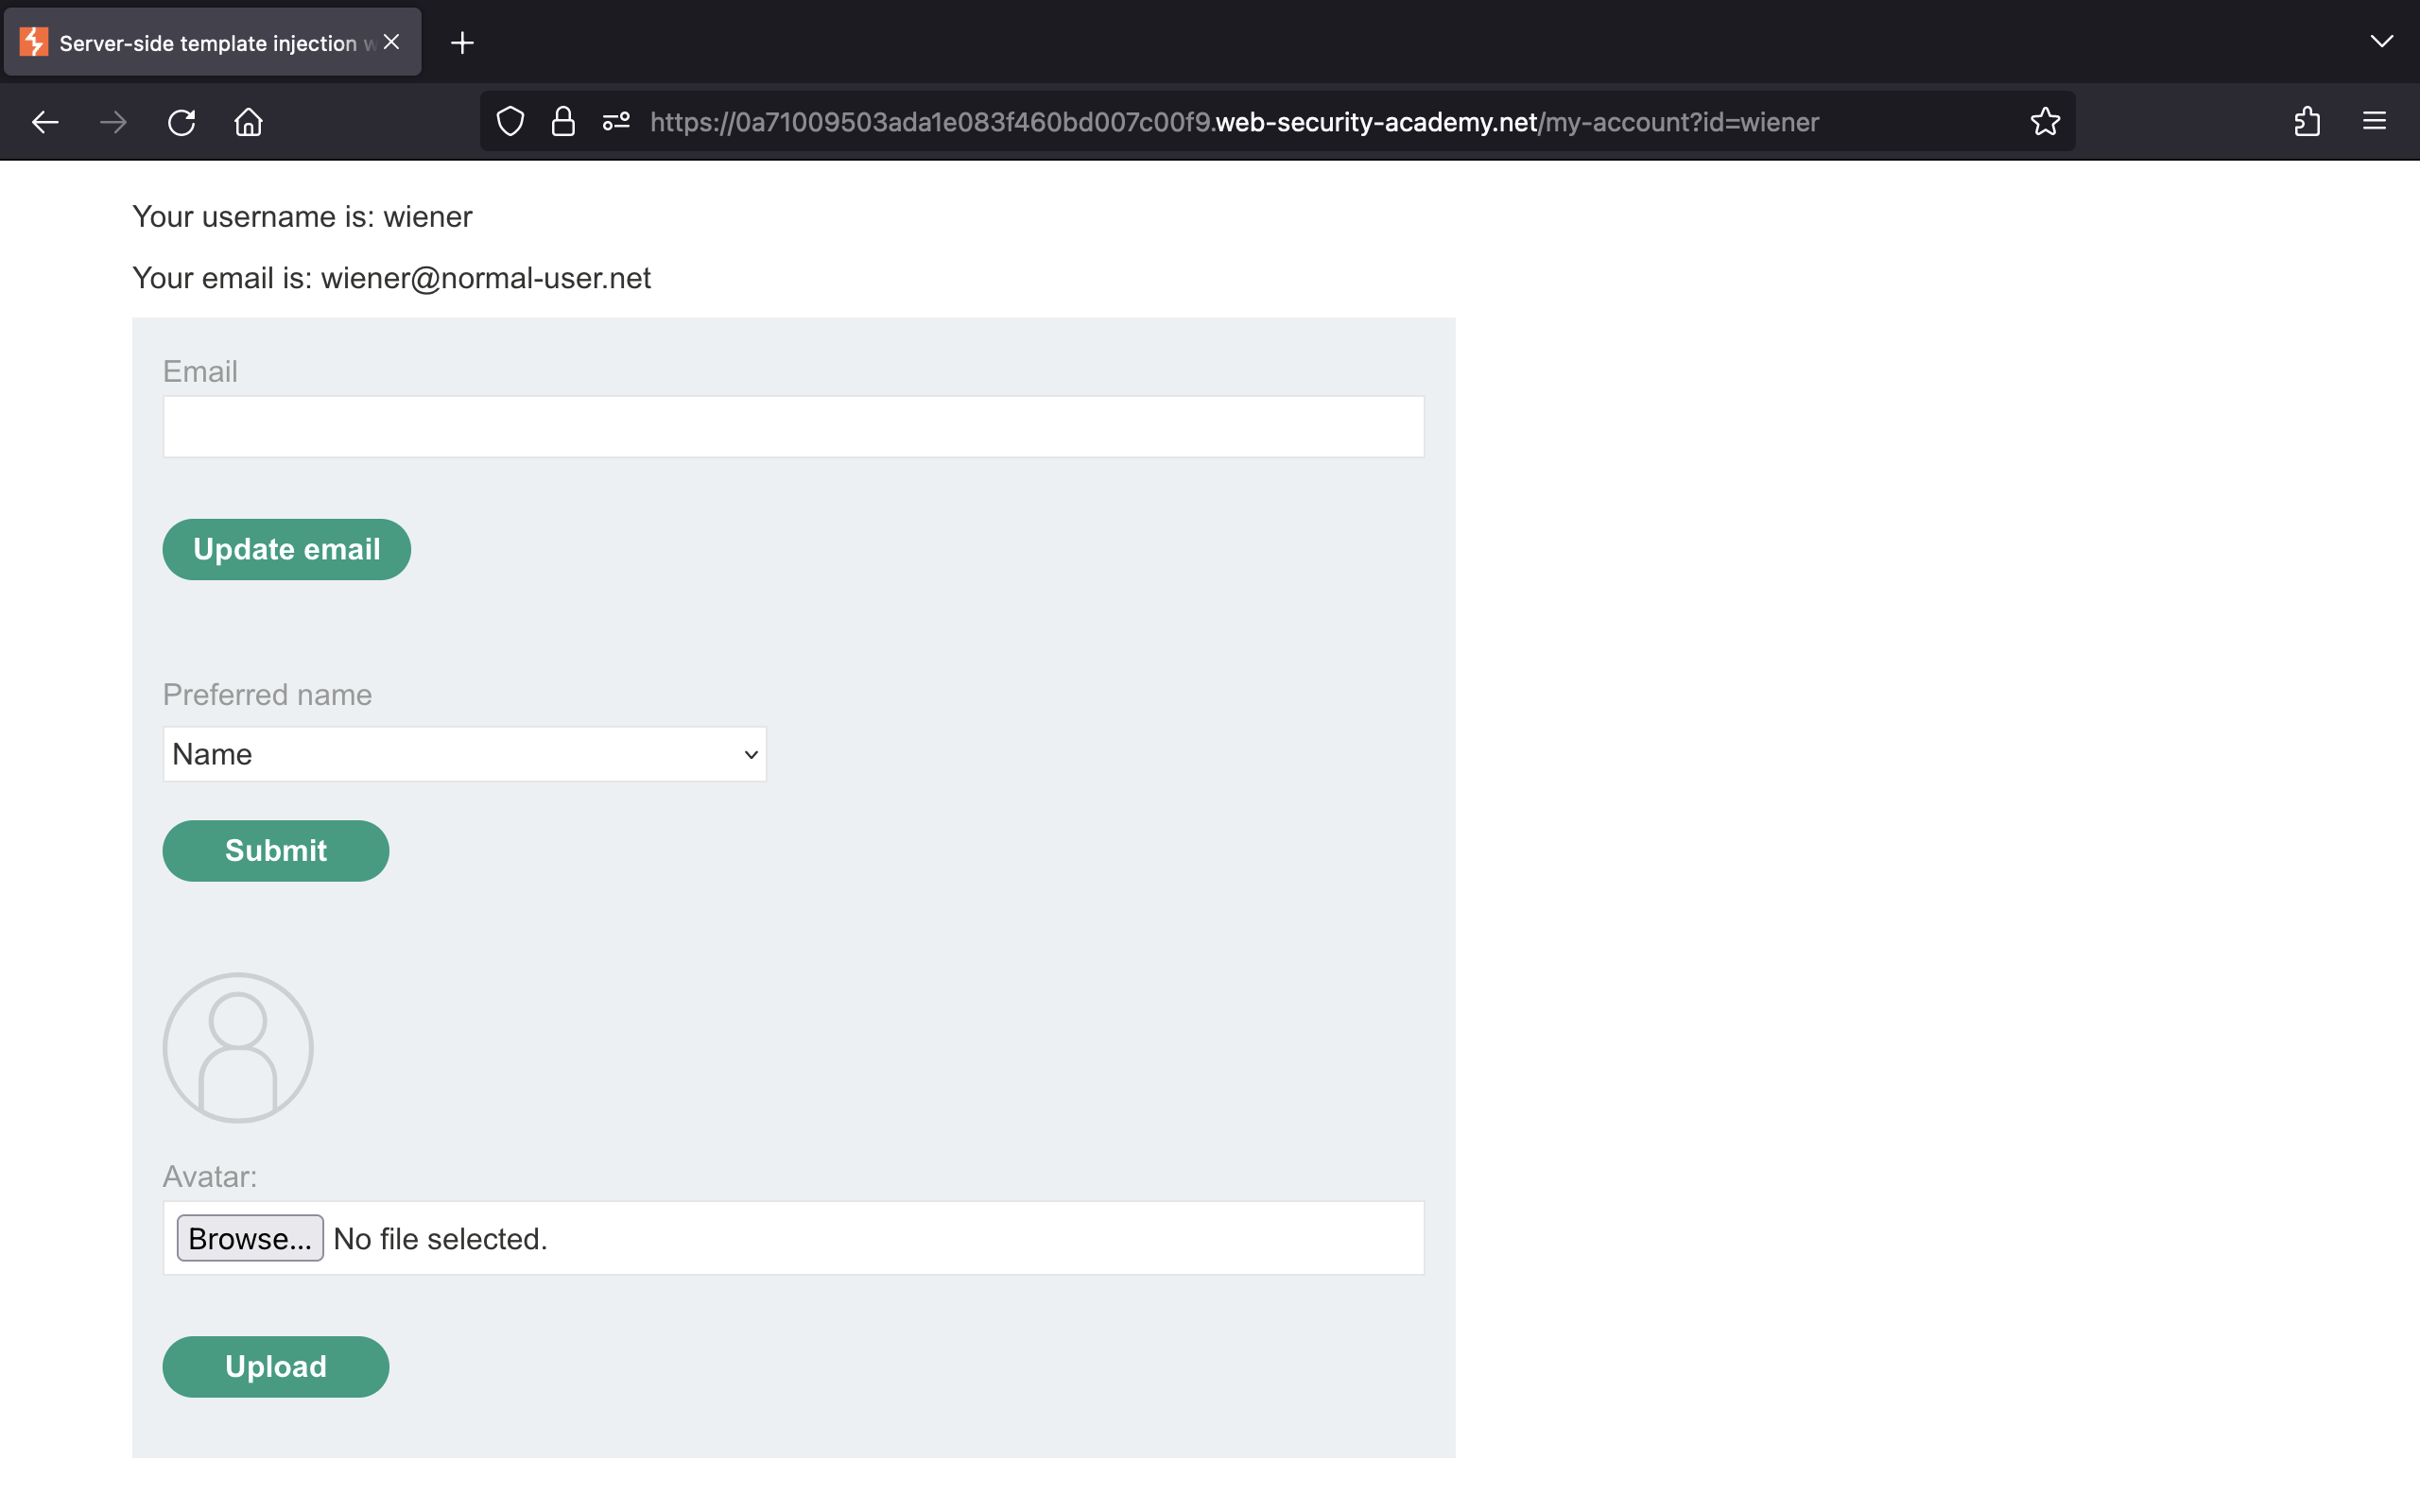 Server-side template injection w
https://0a71009503ada1e083f460bd007c00f9.web-security-academy.net/my-account?id=wiener
Your username is: wiener
Your email is: wiener@normal-user.net
Email
Update email
Preferred name
Name
Submit
Avatar:
Browse... No file selected.
Upload